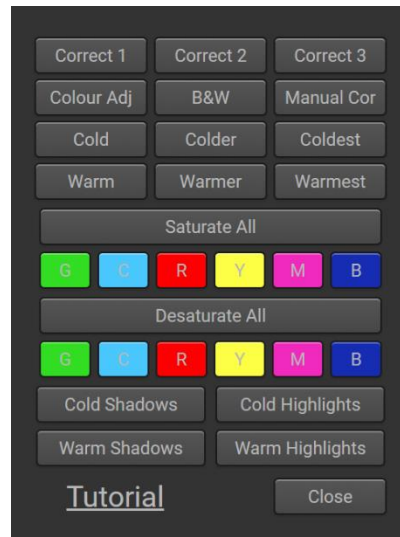 Correct 1 Correct 2 Correct 3
Colour Adj B&W Manual Cor
Cold Colder Coldest
Warm Warmer Warmest
Saturate All
G C R Y M B
Desaturate All
G C R Y M B
Cold Shadows Cold Highlights
Warm Shadows Warm Highlights
Tutorial Close